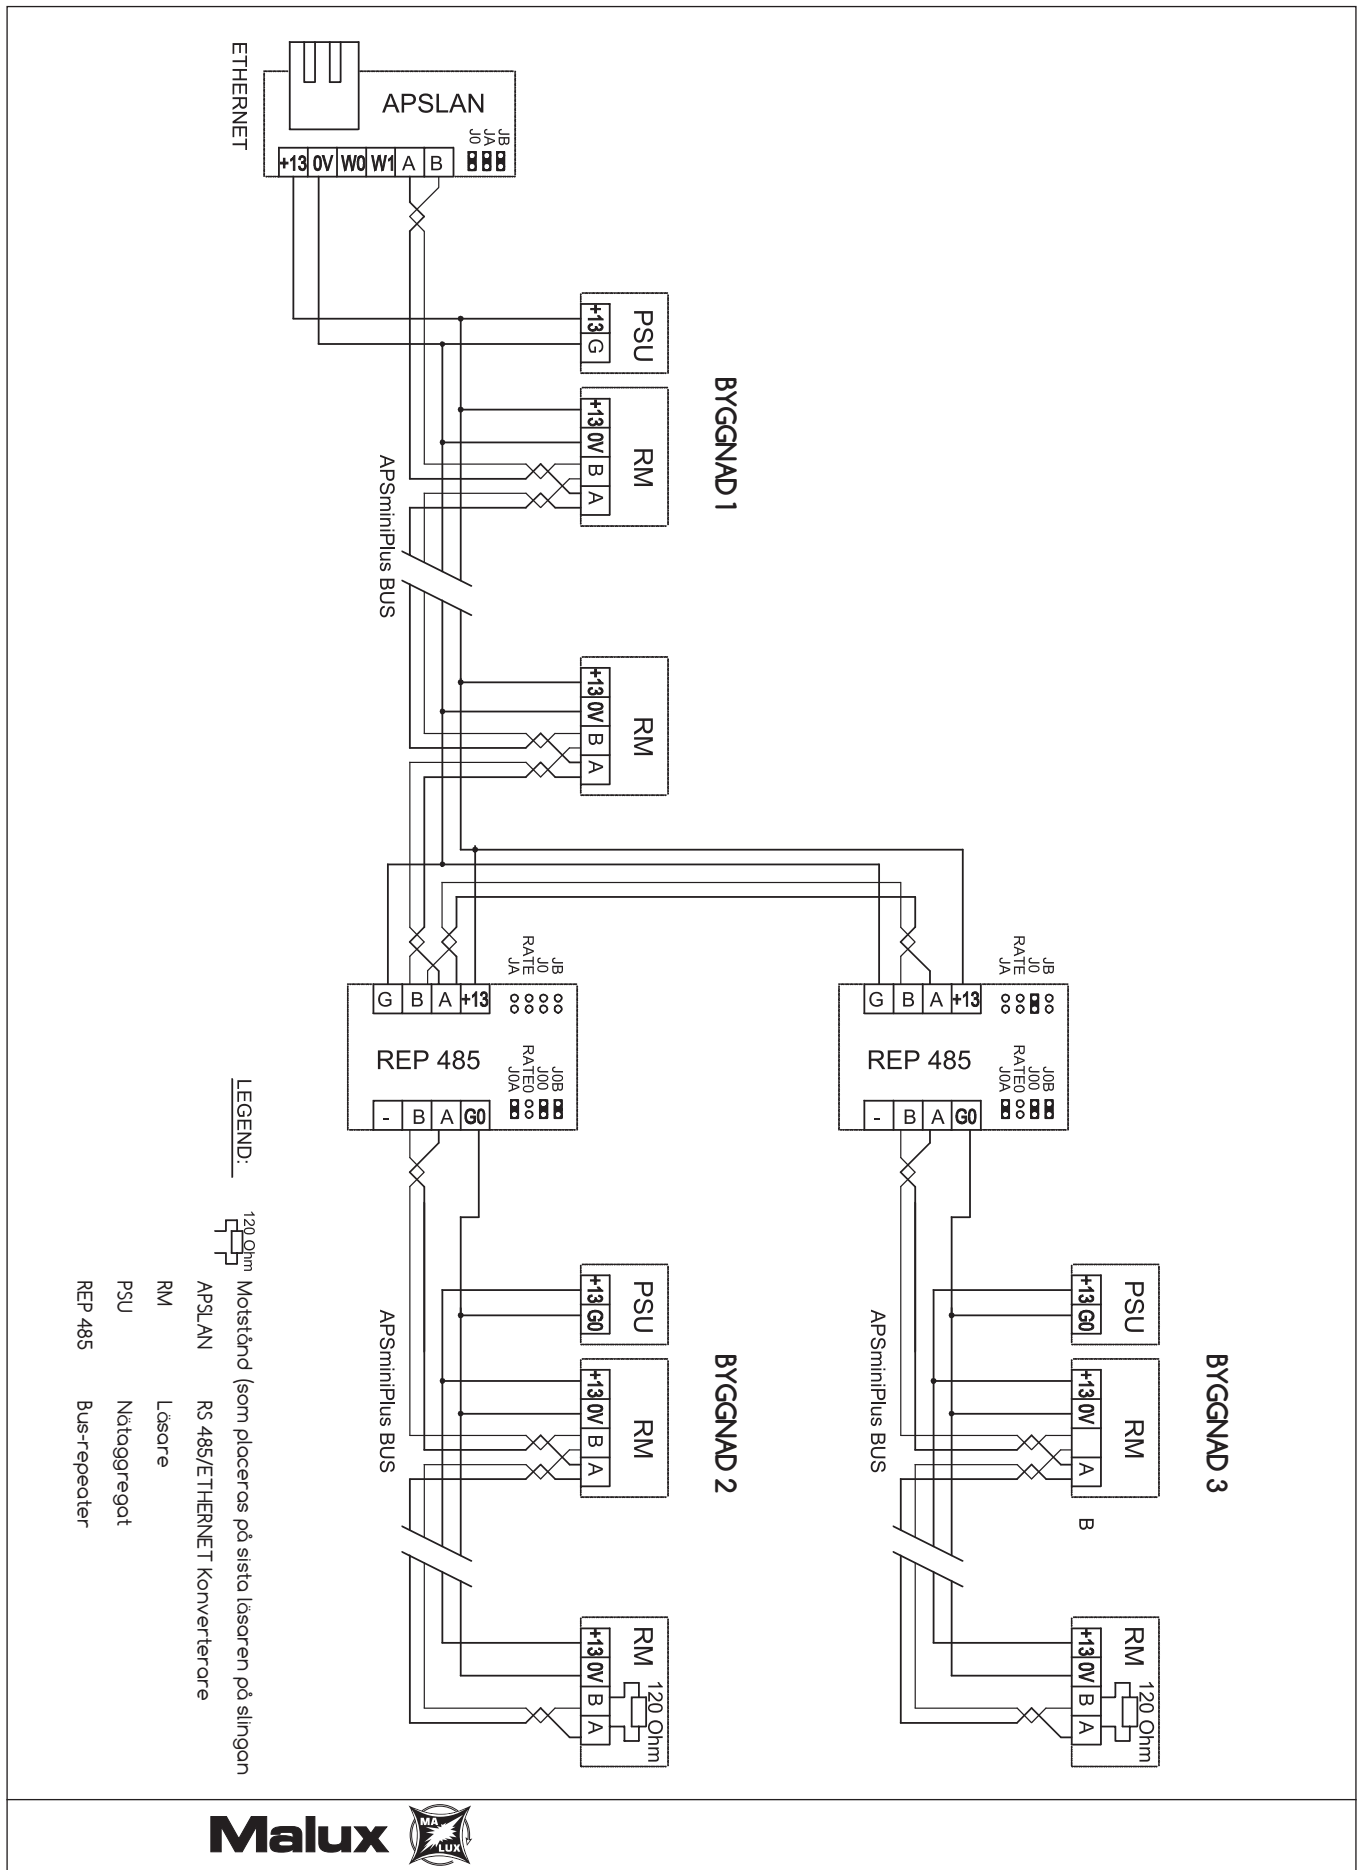 ETHERNET
APSLAN
J0
JA
JB
+13 0V W0 W1 A B
BYGGNAD 1
PSU
+13 G
RM
+13 0V B A
APSminiPlus BUS
RM
+13 0V B A
JA
RATE
J0
JB
G B A +13
REP 485
J0A
RATE0
J00
J0B
- B A G0
JA
RATE
J0
JB
G B A +13
REP 485
J0A
RATE0
J00
J0B
- B A G0
BYGGNAD 2
PSU
+13 G0
RM
+13 0V B A
APSminiPlus BUS
RM
+13 0V B A
120 Ohm
BYGGNAD 3
PSU
+13 G0
RM
+13 0V A
B
APSminiPlus BUS
RM
+13 0V B A
120 Ohm
LEGEND:
120 Ohm
Motstånd (som placeras på sista läsaren på slingan
APSLAN RS 485/ETHERNET Konverterare
RM Läsare
PSU Nätaggregat
REP 485 Bus-repeater
Malux
MA
LUX